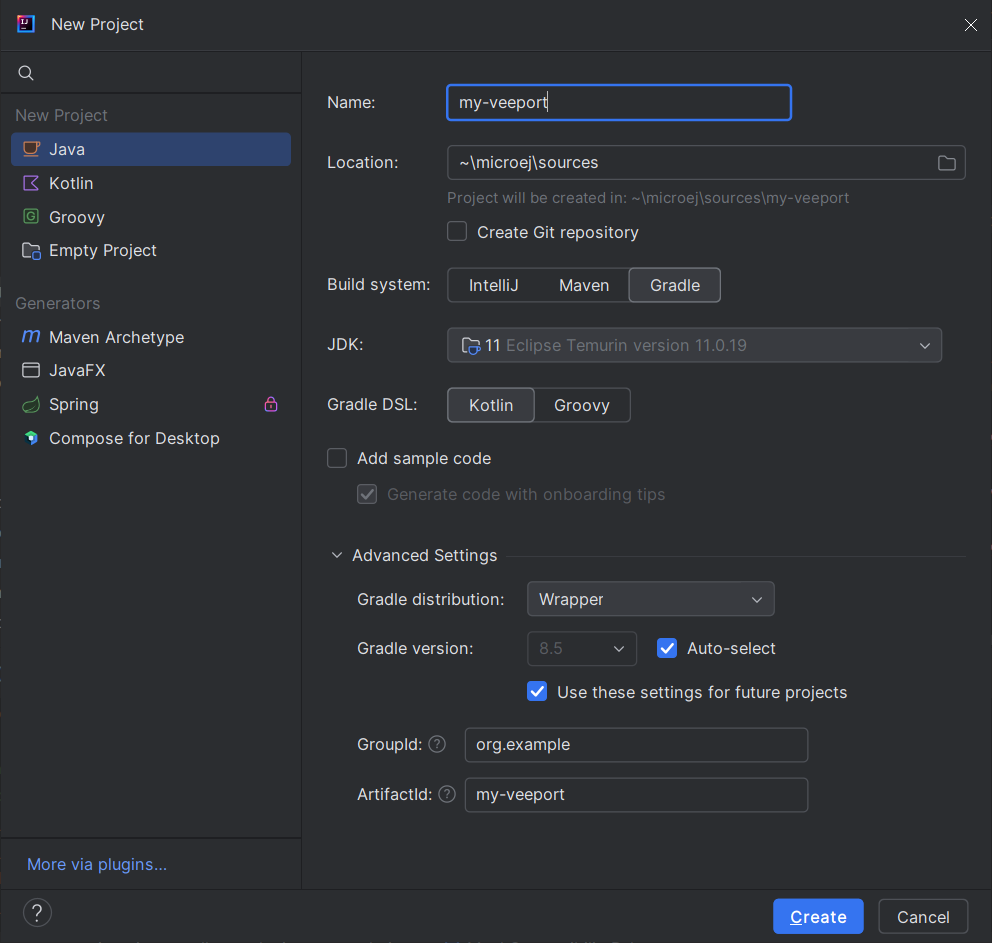 New Project
New Project
Java
Kotlin
Groovy
Empty Project
Generators
Maven Archetype
JavaFX
Spring
Compose for Desktop
More via plugins...
Name: my-veeport
Location: ~\microej\sources
Project will be created in: ~\microej\sources\my-veeport
Create Git repository
Build system: IntelliJ Maven Gradle
JDK: 11 Eclipse Temurin version 11.0.19
Gradle DSL: Kotlin Groovy
Add sample code
Generate code with onboarding tips
Advanced Settings
Gradle distribution: Wrapper
Gradle version: 8.5 Auto-select
Use these settings for future projects
GroupId: ? org.example
ArtifactId: ? my-veeport
? Create Cancel